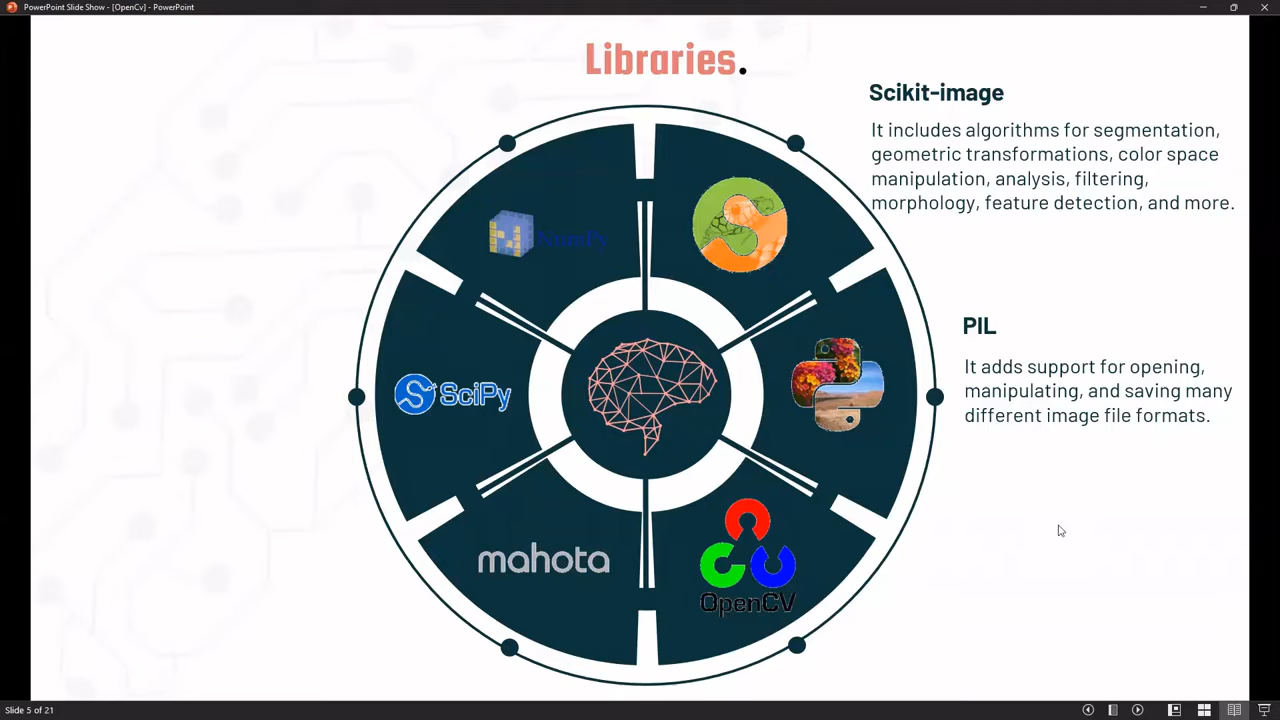 PowerPoint Slide Show - [OpenCv] - PowerPoint
Libraries.
Scikit-image
It includes algorithms for segmentation,
geometric transformations, color space
manipulation, analysis, filtering,
morphology, feature detection, and more.
NumPy
PIL
It adds support for opening,
manipulating, and saving many
different image file formats.
SciPy
mahota
OpenCV
Slide 5 of 21